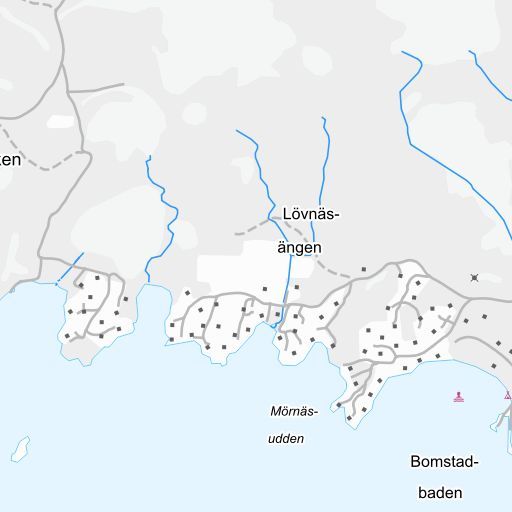 ken
Lövnäs-
ängen
Mörnäs-
udden
Bomstad-
baden